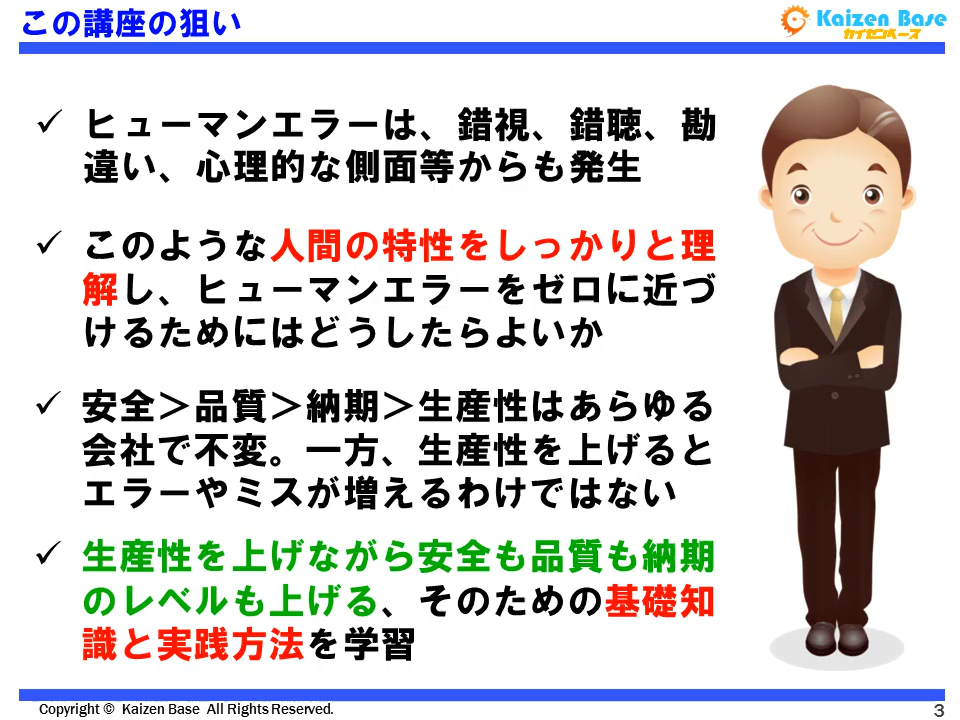 この講座の狙い
Kaizen Base
カイゼンベース
✓ ヒューマンエラーは、錯視、錯聴、勘
違い、心理的な側面等からも発生
✓ このような人間の特性をしっかりと理
解し、ヒューマンエラーをゼロに近づ
けるためにはどうしたらよいか
✓ 安全＞品質＞納期＞生産性はあらゆる
会社で不変。一方、生産性を上げると
エラーやミスが増えるわけではない
✓ 生産性を上げながら安全も品質も納期
のレベルも上げる、そのための基礎知
識と実践方法を学習
Copyright © Kaizen Base All Rights Reserved.
3